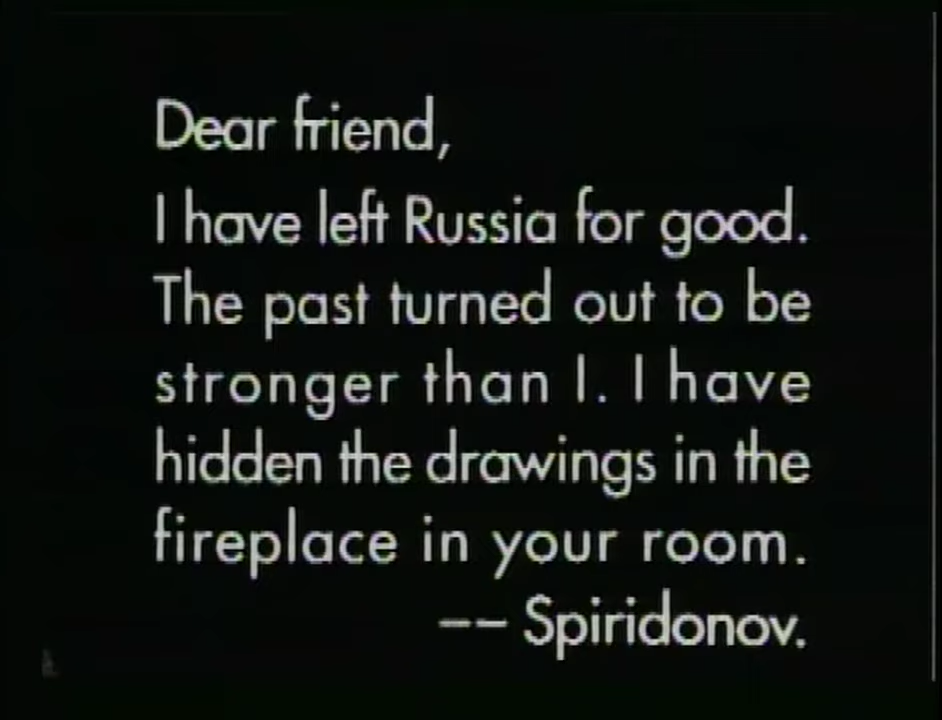 Dear friend,
I have left Russia for good.
The past turned out to be
stronger than I. I have
hidden the drawings in the
fireplace in your room.
-- Spiridonov.